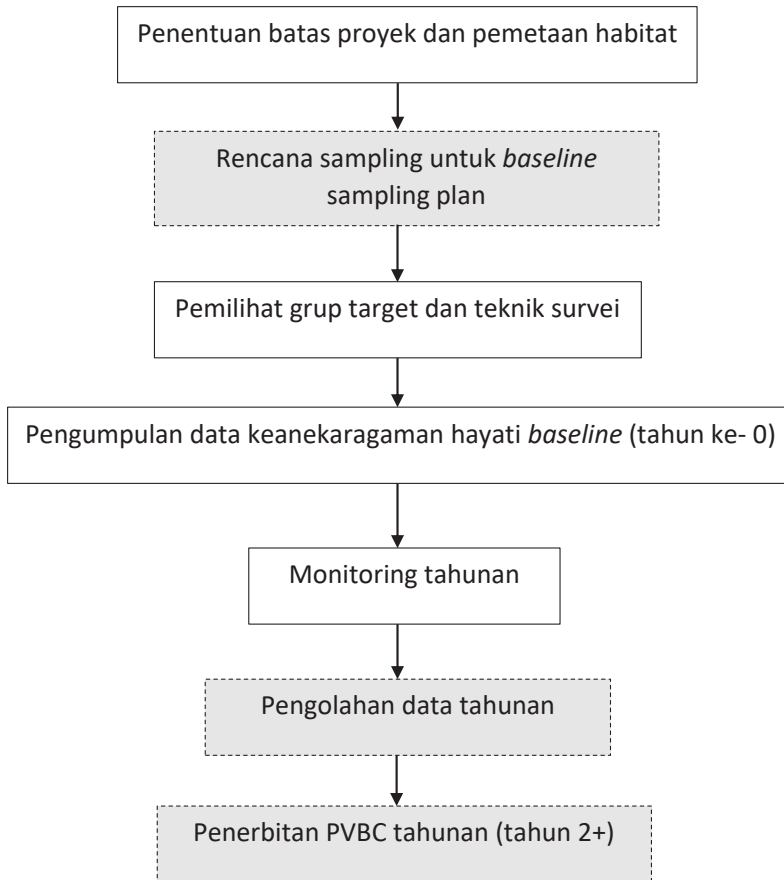 Penentuan batas proyek dan pemetaan habitat
Rencana sampling untuk baseline
sampling plan
Pemilihat grup target dan teknik survei
Pengumpulan data keanekaragaman hayati baseline (tahun ke- 0)
Monitoring tahunan
Pengolahan data tahunan
Penerbitan PVBC tahunan (tahun 2+)